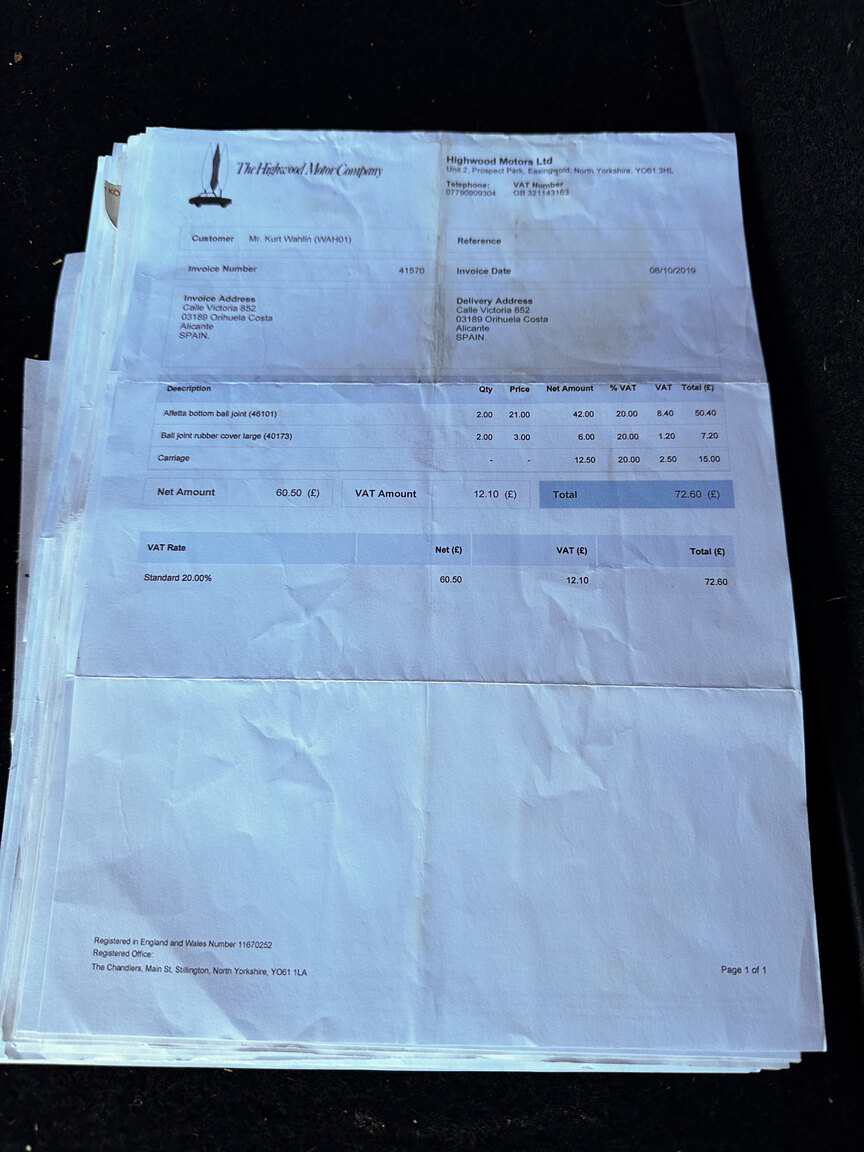 KO
The Highwood Motor Company
Highwood Motors Ltd
Unit 2, Prospect Park, Easingwold, North Yorkshire, YO61 3HL
Telephone: VAT Number
07790909304 GB 321143163
Customer Mr. Kurt Wahlin (WAH01)
Reference
Invoice Number 41570
Invoice Date 08/10/2019
Invoice Address
Calle Victoria 852
03189 Orihuela Costa
Alicante
SPAIN.
Delivery Address
Calle Victoria 852
03189 Orihuela Costa
Alicante
SPAIN.
Description Qty Price Net Amount % VAT VAT Total (£)
Alfetta bottom ball joint (46101) 2.00 21.00 42.00 20.00 8.40 50.40
Ball joint rubber cover large (40173) 2.00 3.00 6.00 20.00 1.20 7.20
Carriage - - 12.50 20.00 2.50 15.00
Net Amount 60.50 (£) VAT Amount 12.10 (£) Total 72.60 (£)
VAT Rate Net (£) VAT (£) Total (£)
Standard 20.00% 60.50 12.10 72.60
Registered in England and Wales Number 11670252
Registered Office:
The Chandlers, Main St, Stillington, North Yorkshire, YO61 1LA
Page 1 of 1